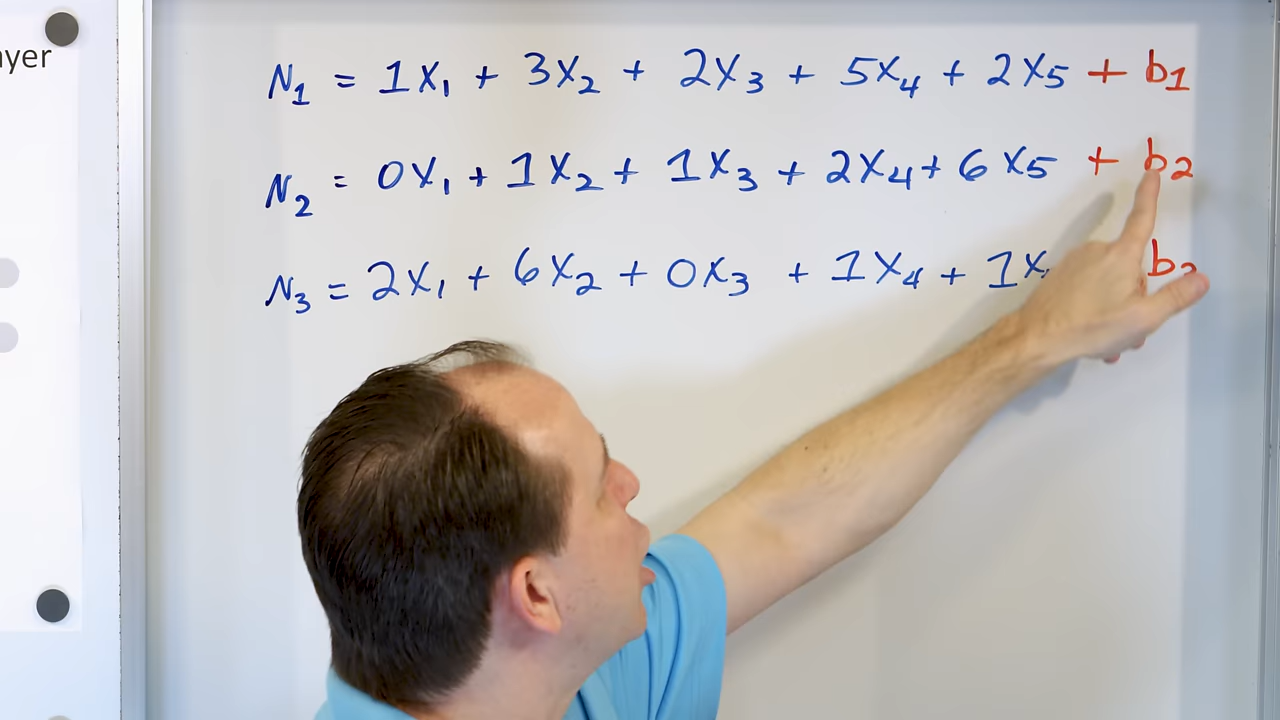 ayer
N₁ = 1x₁ + 3x₂ + 2x₃ + 5x₄ + 2x₅ + b₁
N₂ = 0x₁ + 1x₂ + 1x₃ + 2x₄ + 6x₅ + b₂
N₃ = 2x₁ + 6x₂ + 0x₃ + 1x₄ + 1x b